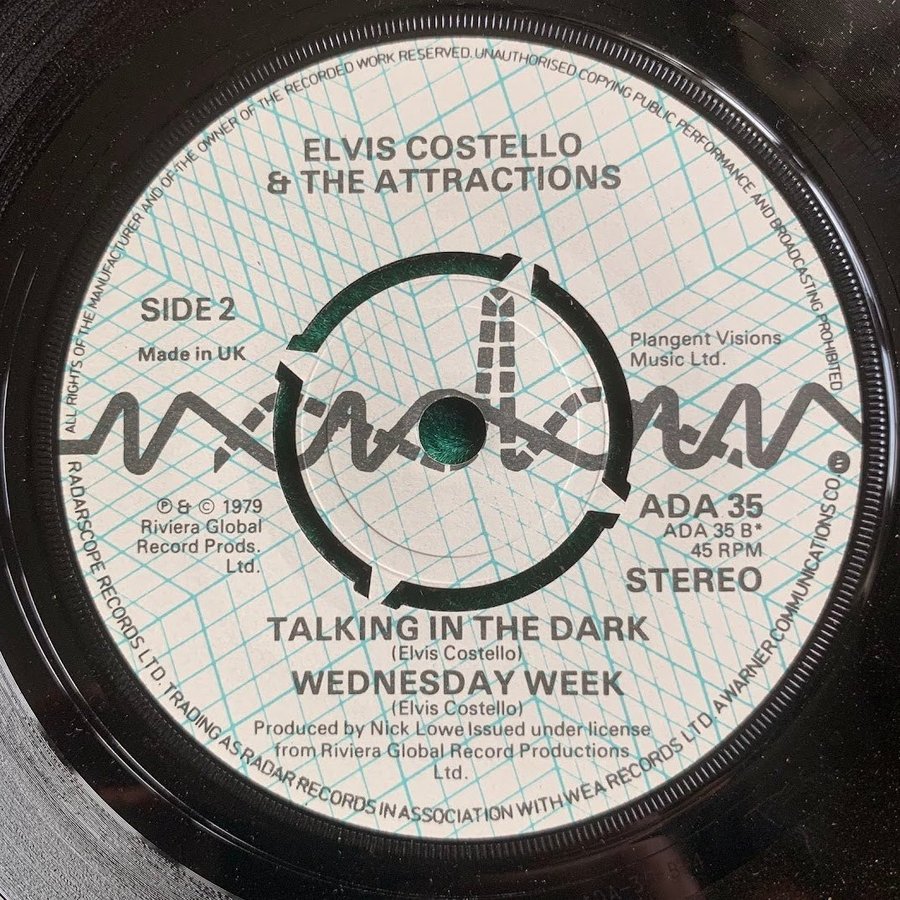 ALL RIGHTS OF THE MANUFACTURER AND OF THE OWNER OF THE RECORDED WORK RESERVED. UNAUTHORISED COPYING PUBLIC PERFORMANCE AND BROADCASTING PROHIBITED
ELVIS COSTELLO
& THE ATTRACTIONS
SIDE 2
Made in UK
Plangent Visions
Music Ltd.
℗ & © 1979
Riviera Global
Record Prods.
Ltd.
ADA 35
ADA 35 B*
45 RPM
STEREO
TALKING IN THE DARK
(Elvis Costello)
WEDNESDAY WEEK
(Elvis Costello)
Produced by Nick Lowe Issued under license
from Riviera Global Record Productions
Ltd.
RADARSCOPE RECORDS LTD. TRADING AS RADAR RECORDS IN ASSOCIATION WITH WEA RECORDS LTD. A WARNER COMMUNICATIONS CO.